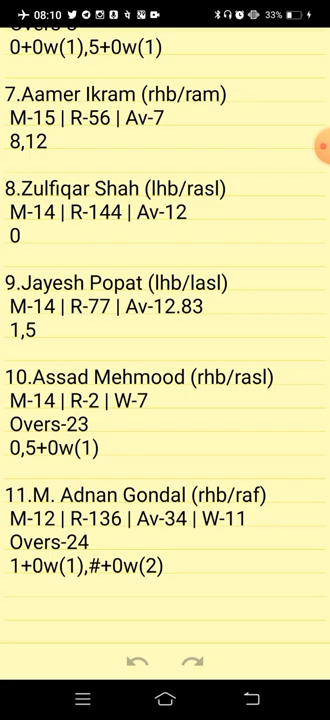 08:10
33%
0+0w(1),5+0w(1)
7.Aamer Ikram (rhb/ram)
M-15 | R-56 | Av-7
8,12
8.Zulfiqar Shah (lhb/rasl)
M-14 | R-144 | Av-12
0
9.Jayesh Popat (lhb/lasl)
M-14 | R-77 | Av-12.83
1,5
10.Assad Mehmood (rhb/rasl)
M-14 | R-2 | W-7
Overs-23
0,5+0w(1)
11.M. Adnan Gondal (rhb/raf)
M-12 | R-136 | Av-34 | W-11
Overs-24
1+0w(1),#+0w(2)